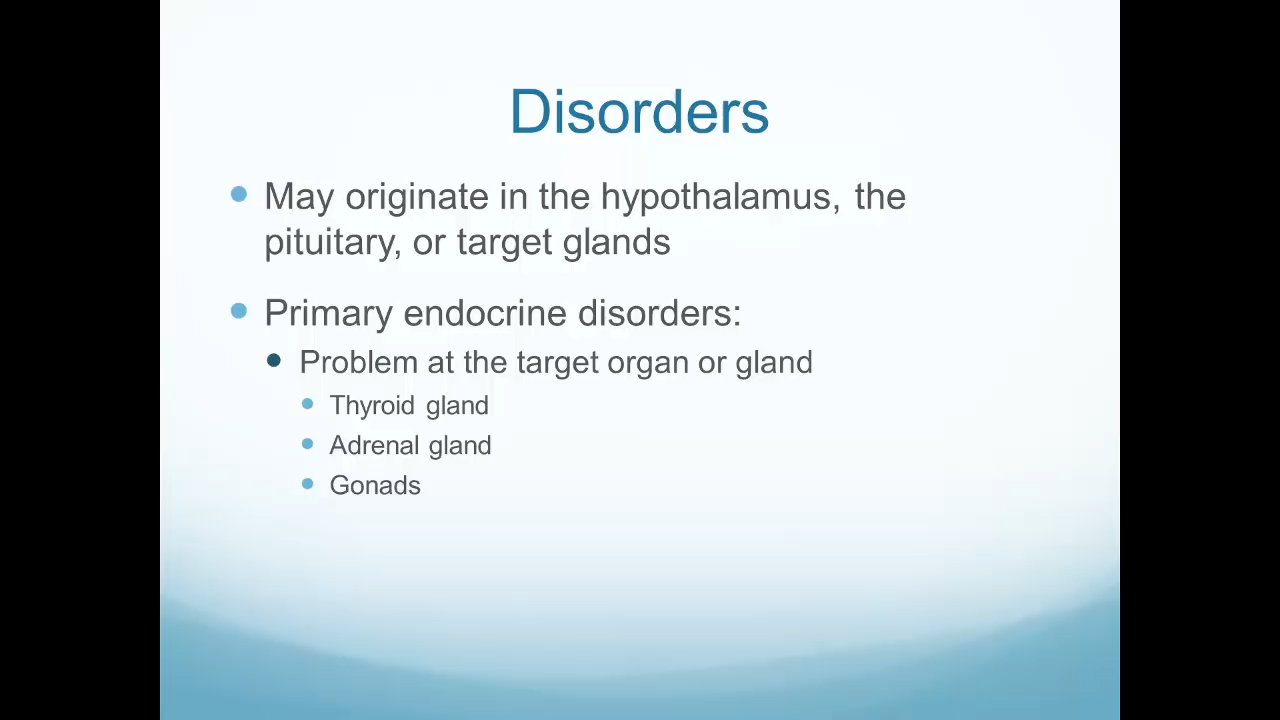 Disorders
May originate in the hypothalamus, the
pituitary, or target glands
Primary endocrine disorders:
Problem at the target organ or gland
Thyroid gland
Adrenal gland
Gonads